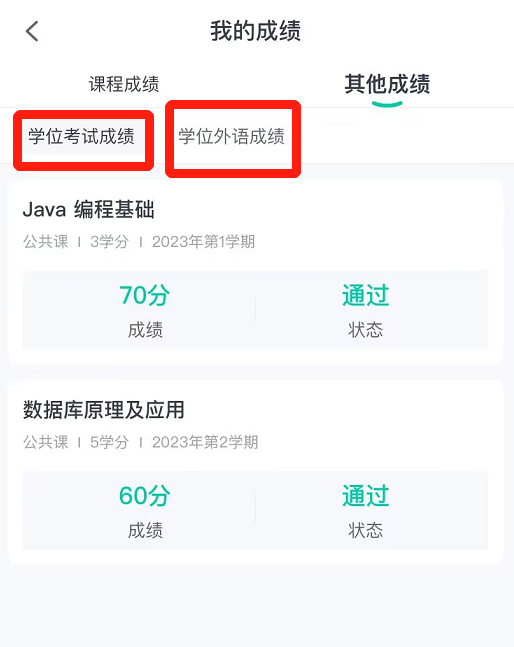 我的成绩
课程成绩 其他成绩
学位考试成绩 学位外语成绩
Java 编程基础
公共课 I 3学分 I 2023年第1学期
70分 通过
成绩 状态
数据库原理及应用
公共课 I 5学分 I 2023年第2学期
60分 通过
成绩 状态